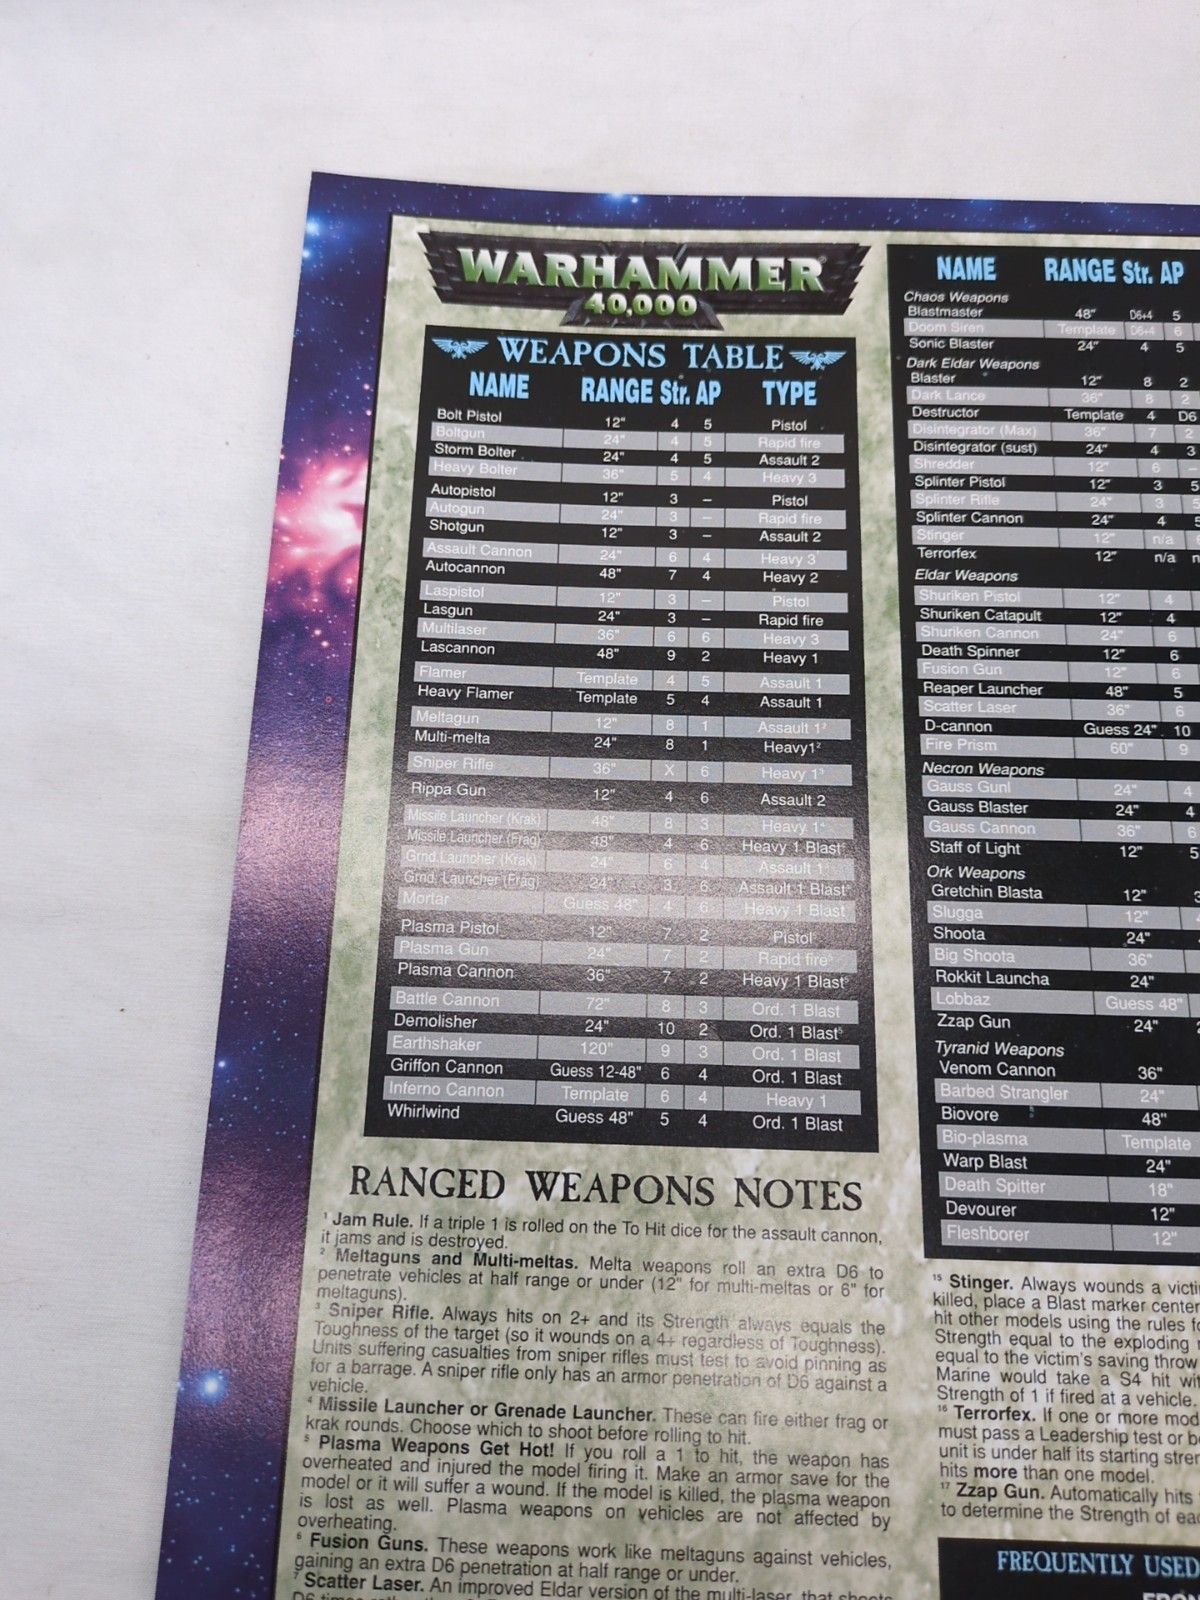 WARHAMMER®
40,000
WEAPONS TABLE
NAME RANGE Str. AP TYPE
Bolt Pistol 12" 4 5 Pistol
Boltgun 24" 4 5 Rapid fire
Storm Bolter 24" 4 5 Assault 2
Heavy Bolter 36" 5 4 Heavy 3
Autopistol 12" 3 – Pistol
Autogun 24" 3 – Rapid fire
Shotgun 12" 3 – Assault 2
Assault Cannon 24" 6 4 Heavy 3¹
Autocannon 48" 7 4 Heavy 2
Laspistol 12" 3 – Pistol
Lasgun 24" 3 – Rapid fire
Multilaser 36" 6 6 Heavy 3
Lascannon 48" 9 2 Heavy 1
Flamer Template 4 5 Assault 1
Heavy Flamer Template 5 4 Assault 1
Meltagun 12" 8 1 Assault 1²
Multi-melta 24" 8 1 Heavy1²
Sniper Rifle 36" X 6 Heavy 1³
Rippa Gun 12" 4 6 Assault 2
Missile Launcher (Krak) 48" 8 3 Heavy 1⁴
Missile Launcher (Frag) 48" 4 6 Heavy 1 Blast⁴
Grnd.Launcher (Krak) 24" 6 4 Assault 1⁴
Grnd. Launcher (Frag) 24" 3 6 Assault 1 Blast⁴
Mortar Guess 48" 4 6 Heavy 1 Blast
Plasma Pistol 12" 7 2 Pistol⁵
Plasma Gun 24" 7 2 Rapid fire⁵
Plasma Cannon 36" 7 2 Heavy 1 Blast⁵
Battle Cannon 72" 8 3 Ord. 1 Blast
Demolisher 24" 10 2 Ord. 1 Blast⁵
Earthshaker 120" 9 3 Ord. 1 Blast
Griffon Cannon Guess 12-48" 6 4 Ord. 1 Blast
Inferno Cannon Template 6 4 Heavy 1
Whirlwind Guess 48" 5 4 Ord. 1 Blast
RANGED WEAPONS NOTES
¹ Jam Rule. If a triple 1 is rolled on the To Hit dice for the assault cannon,
it jams and is destroyed.
² Meltaguns and Multi-meltas. Melta weapons roll an extra D6 to
penetrate vehicles at half range or under (12" for multi-meltas or 6" for
meltaguns).
³ Sniper Rifle. Always hits on 2+ and its Strength always equals the
Toughness of the target (so it wounds on a 4+ regardless of Toughness).
Units suffering casualties from sniper rifles must test to avoid pinning as
for a barrage. A sniper rifle only has an armor penetration of D6 against a
vehicle.
⁴ Missile Launcher or Grenade Launcher. These can fire either frag or
krak rounds. Choose which to shoot before rolling to hit.
⁵ Plasma Weapons Get Hot! If you roll a 1 to hit, the weapon has
overheated and injured the model firing it. Make an armor save for the
model or it will suffer a wound. If the model is killed, the plasma weapon
is lost as well. Plasma weapons on vehicles are not affected by
overheating.
⁶ Fusion Guns. These weapons work like meltaguns against vehicles,
gaining an extra D6 penetration at half range or under.
⁷ Scatter Laser. An improved Eldar version of the multi-laser, that shoots
NAME RANGE Str. AP
Chaos Weapons
Blastmaster 48" D6+4 5
Doom Siren Template D6+4 6
Sonic Blaster 24" 4 5
Dark Eldar Weapons
Blaster 12" 8 2
Dark Lance 36" 8 2
Destructor Template 4 D6
Disintegrator (Max) 36" 7 2
Disintegrator (sust) 24" 4 3
Shredder 12" 6 –
Splinter Pistol 12" 3 5
Splinter Rifle 24" 3 5
Splinter Cannon 24" 4 5
Stinger 12" n/a
Terrorfex 12" n/a n
Eldar Weapons
Shuriken Pistol 12" 4
Shuriken Catapult 12" 4
Shuriken Cannon 24" 6
Death Spinner 12" 6
Fusion Gun 12" 6
Reaper Launcher 48" 5
Scatter Laser 36" 6
D-cannon Guess 24" 10
Fire Prism 60" 9
Necron Weapons
Gauss Gunl 24" 4
Gauss Blaster 24" 4
Gauss Cannon 36" 6
Staff of Light 12" 5
Ork Weapons
Gretchin Blasta 12" 3
Slugga 12"
Shoota 24"
Big Shoota 36"
Rokkit Launcha 24"
Lobbaz Guess 48"
Zzap Gun 24"
Tyranid Weapons
Venom Cannon 36"
Barbed Strangler 24"
Biovore 48"
Bio-plasma Template
Warp Blast 24"
Death Spitter 18"
Devourer 12"
Fleshborer 12"
¹⁵ Stinger. Always wounds a
killed, place a Blast marker
hit other models using the rules
Strength equal to the exploding
equal to the victim's saving throw
Marine would take a S4 hit
Strength of 1 if fired at a vehicle.
¹⁶ Terrorfex. If one or more
must pass a Leadership test or
unit is under half its starting
hits more than one model.
¹⁷ Zzap Gun. Automatically hits
to determine the Strength of
FREQUENTLY USED